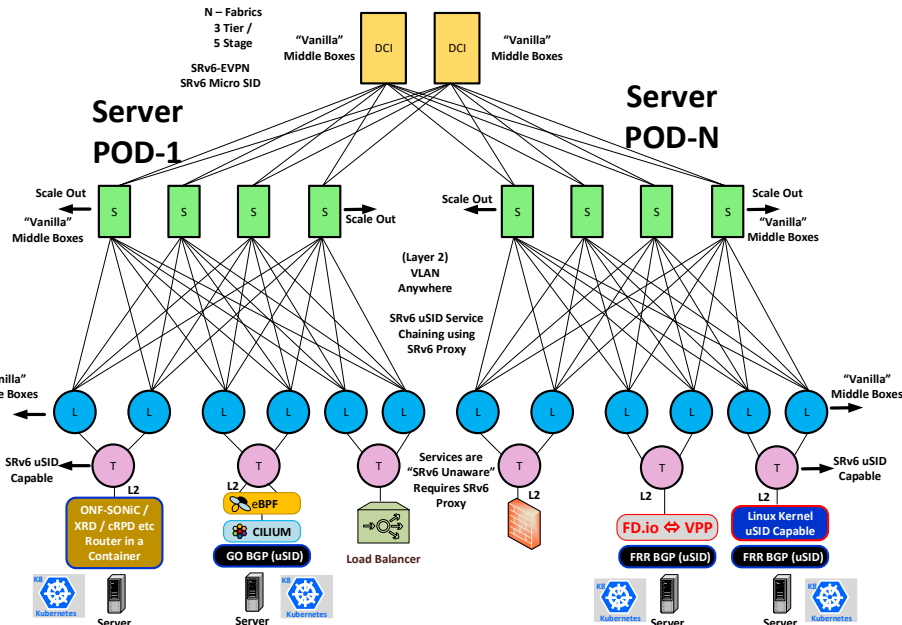 N – Fabrics
3 Tier /
5 Stage
SRv6-EVPN
SRv6 Micro SID
“Vanilla”
Middle Boxes
DCI
DCI
“Vanilla”
Middle Boxes
Server
POD-1
Server
POD-N
Scale Out
“Vanilla”
Middle Boxes
S
S
S
S
Scale Out
Scale Out
S
S
S
S
Scale Out
“Vanilla”
Middle Boxes
(Layer 2)
VLAN
Anywhere
SRv6 uSID Service
Chaining using
SRv6 Proxy
nilla”
le Boxes
L
L
L
L
L
L
L
L
L
L
L
L
“Vanilla”
Middle Boxes
SRv6 uSID
Capable
T
T
T
Services are
“SRv6 Unaware”
Requires SRv6
Proxy
T
T
T
SRv6 uSID
Capable
L2
L2
L2
L2
L2
ONF-SONiC /
XRD / cRPD etc
Router in a
Container
eBPF
CILIUM
GO BGP (uSID)
Load Balancer
FD.io ⇔ VPP
FRR BGP (uSID)
Linux Kernel
uSID Capable
FRR BGP (uSID)
K8
Kubernetes
Server
Server
K8
Kubernetes
K8
Kubernetes
Server
Server
K8
Kubernetes